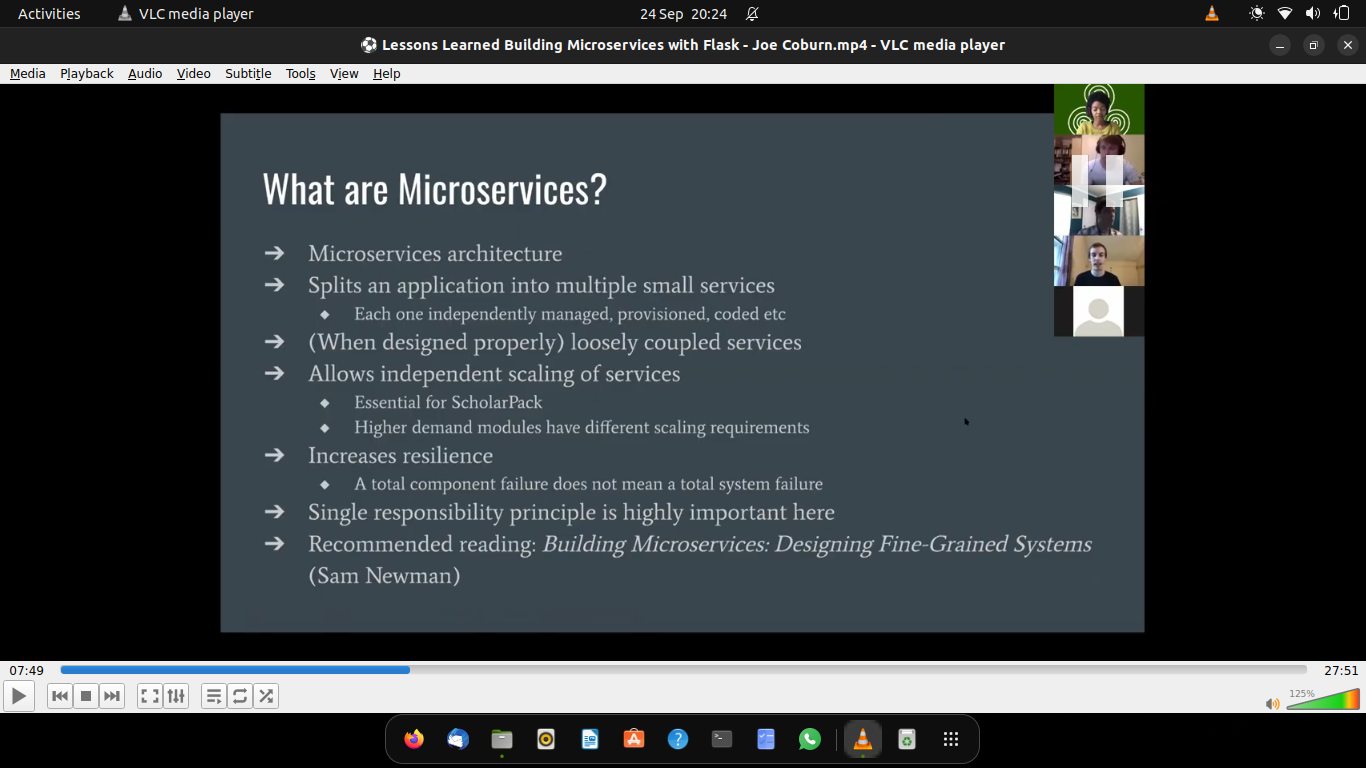 Activities VLC media player 24 Sep 20:24
Lessons Learned Building Microservices with Flask - Joe Coburn.mp4 - VLC media player
Media Playback Audio Video Subtitle Tools View Help
What are Microservices?
➔ Microservices architecture
➔ Splits an application into multiple small services
◆ Each one independently managed, provisioned, coded etc
➔ (When designed properly) loosely coupled services
➔ Allows independent scaling of services
◆ Essential for ScholarPack
◆ Higher demand modules have different scaling requirements
➔ Increases resilience
◆ A total component failure does not mean a total system failure
➔ Single responsibility principle is highly important here
➔ Recommended reading: Building Microservices: Designing Fine-Grained Systems
(Sam Newman)
07:49 27:51
125%